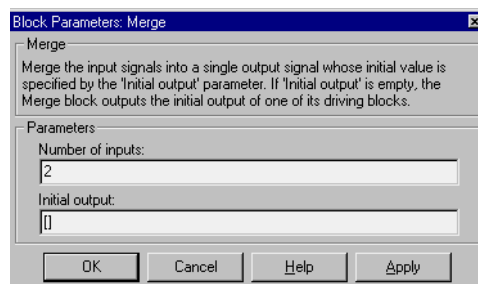 Block Parameters: Merge
Merge
Merge the input signals into a single output signal whose initial value is
specified by the 'Initial output' parameter. If 'Initial output' is empty, the
Merge block outputs the initial output of one of its driving blocks.
Parameters
Number of inputs:
2
Initial output:
[]
OK Cancel Help Apply